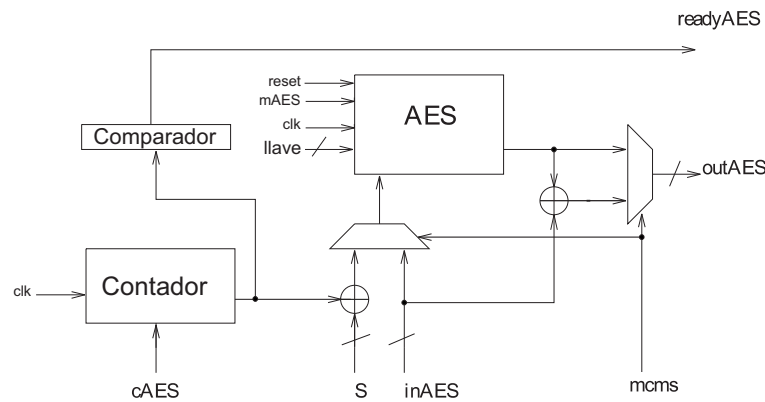 readyAES
reset
mAES
clk
llave
AES
Comparador
outAES
clk
Contador
cAES
S
inAES
mcms